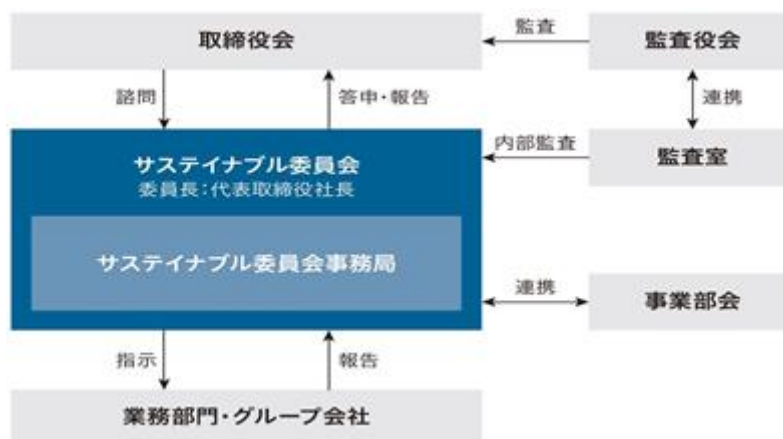 取締役会
監査
監査役会
諮問
答申・報告
連携
サステイナブル委員会
委員長:代表取締役社長
内部監査
監査室
サステイナブル委員会事務局
連携
事業部会
指示
報告
業務部門・グループ会社